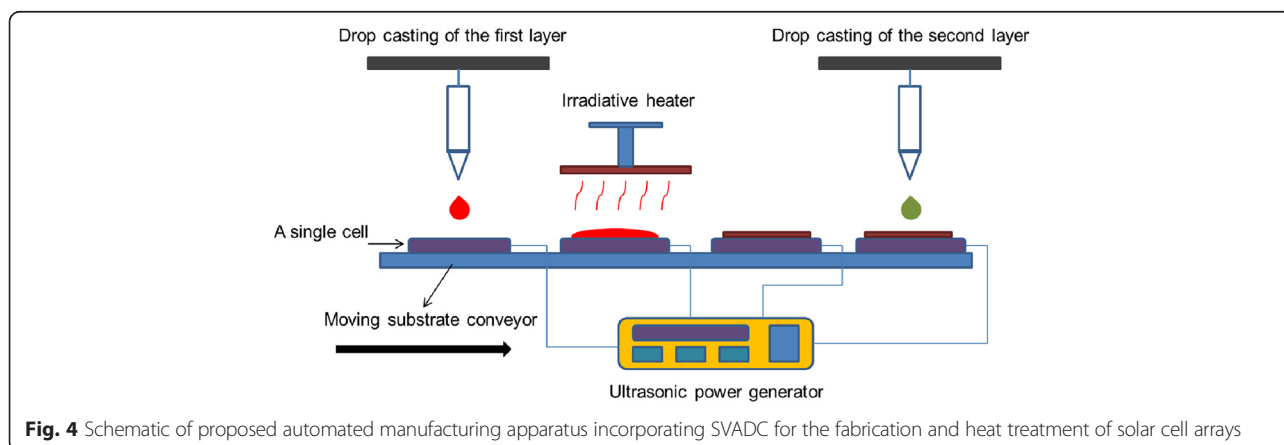 Drop casting of the first layer
Drop casting of the second layer
Irradiative heater
A single cell
Moving substrate conveyor
Ultrasonic power generator
Fig. 4 Schematic of proposed automated manufacturing apparatus incorporating SVADC for the fabrication and heat treatment of solar cell arrays